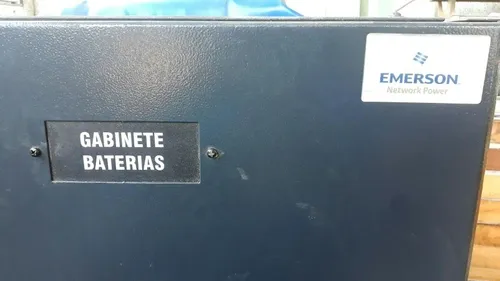 GABINETE
BATERIAS
EMERSON
Network Power